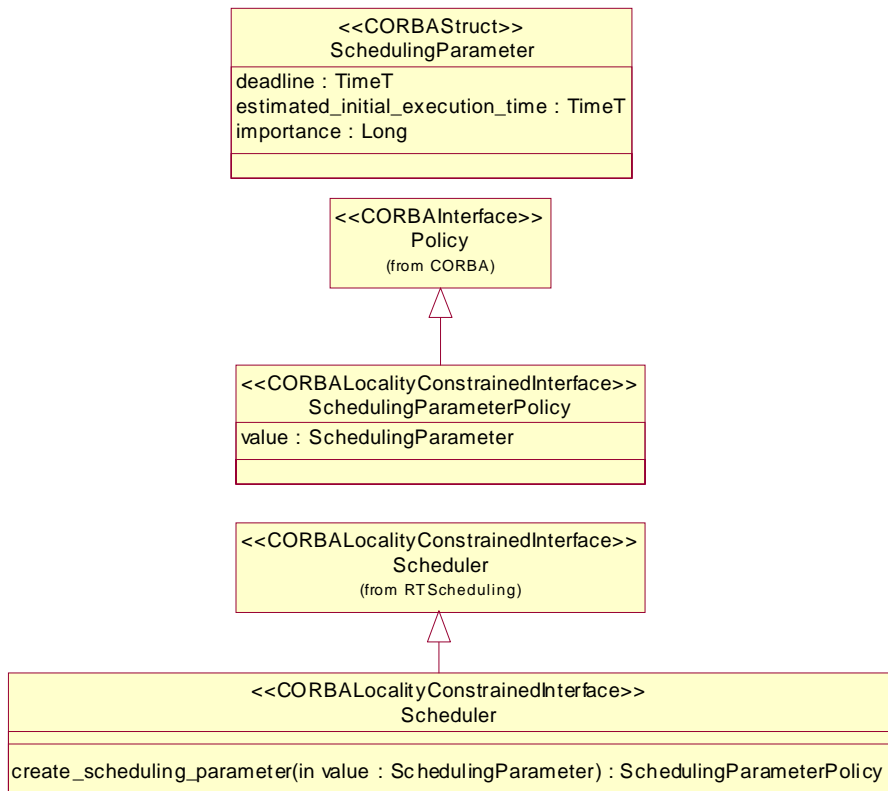 <<CORBAStruct>>
SchedulingParameter
deadline : TimeT
estimated_initial_execution_time : TimeT
importance : Long
<<CORBAInterface>>
Policy
(from CORBA)
<<CORBALocalityConstrainedInterface>>
SchedulingParameterPolicy
value : SchedulingParameter
<<CORBALocalityConstrainedInterface>>
Scheduler
(from RTScheduling)
<<CORBALocalityConstrainedInterface>>
Scheduler
create_scheduling_parameter(in value : SchedulingParameter) : SchedulingParameterPolicy